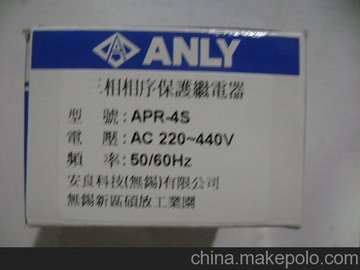 ANLY
三相相序保護繼電器
型 號：APR-4S
電 壓：AC 220~440V
頻 率：50/60Hz
安良科技(無錫)有限公司
無錫新區碩放工業園
china.makepolo.com